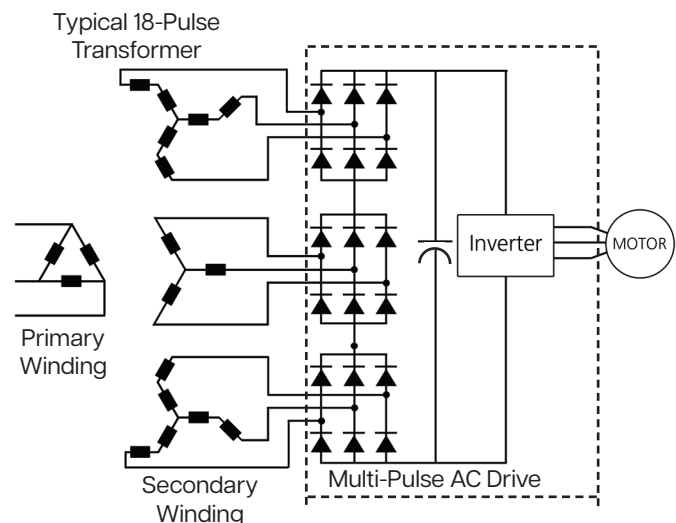 Typical 18-Pulse
Transformer
Inverter
MOTOR
Primary
Winding
Multi-Pulse AC Drive
Secondary
Winding